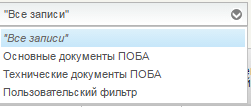 "Все записи"
"Все записи"
Основные документы ПОБА
Технические документы ПОБА
Пользовательский фильтр